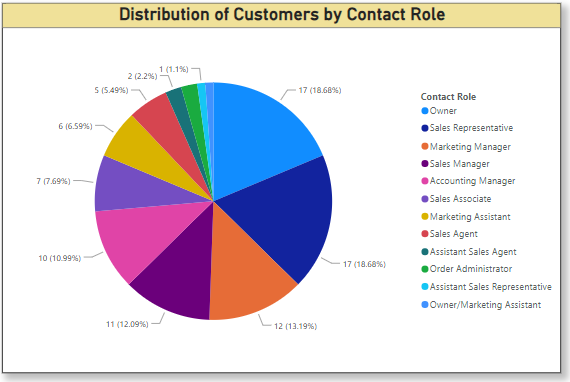 Distribution of Customers by Contact Role
1 (1.1%)
2 (2.2%)
5 (5.49%)
6 (6.59%)
7 (7.69%)
10 (10.99%)
11 (12.09%)
12 (13.19%)
17 (18.68%)
17 (18.68%)
Contact Role
Owner
Sales Representative
Marketing Manager
Sales Manager
Accounting Manager
Sales Associate
Marketing Assistant
Sales Agent
Assistant Sales Agent
Order Administrator
Assistant Sales Representative
Owner/Marketing Assistant